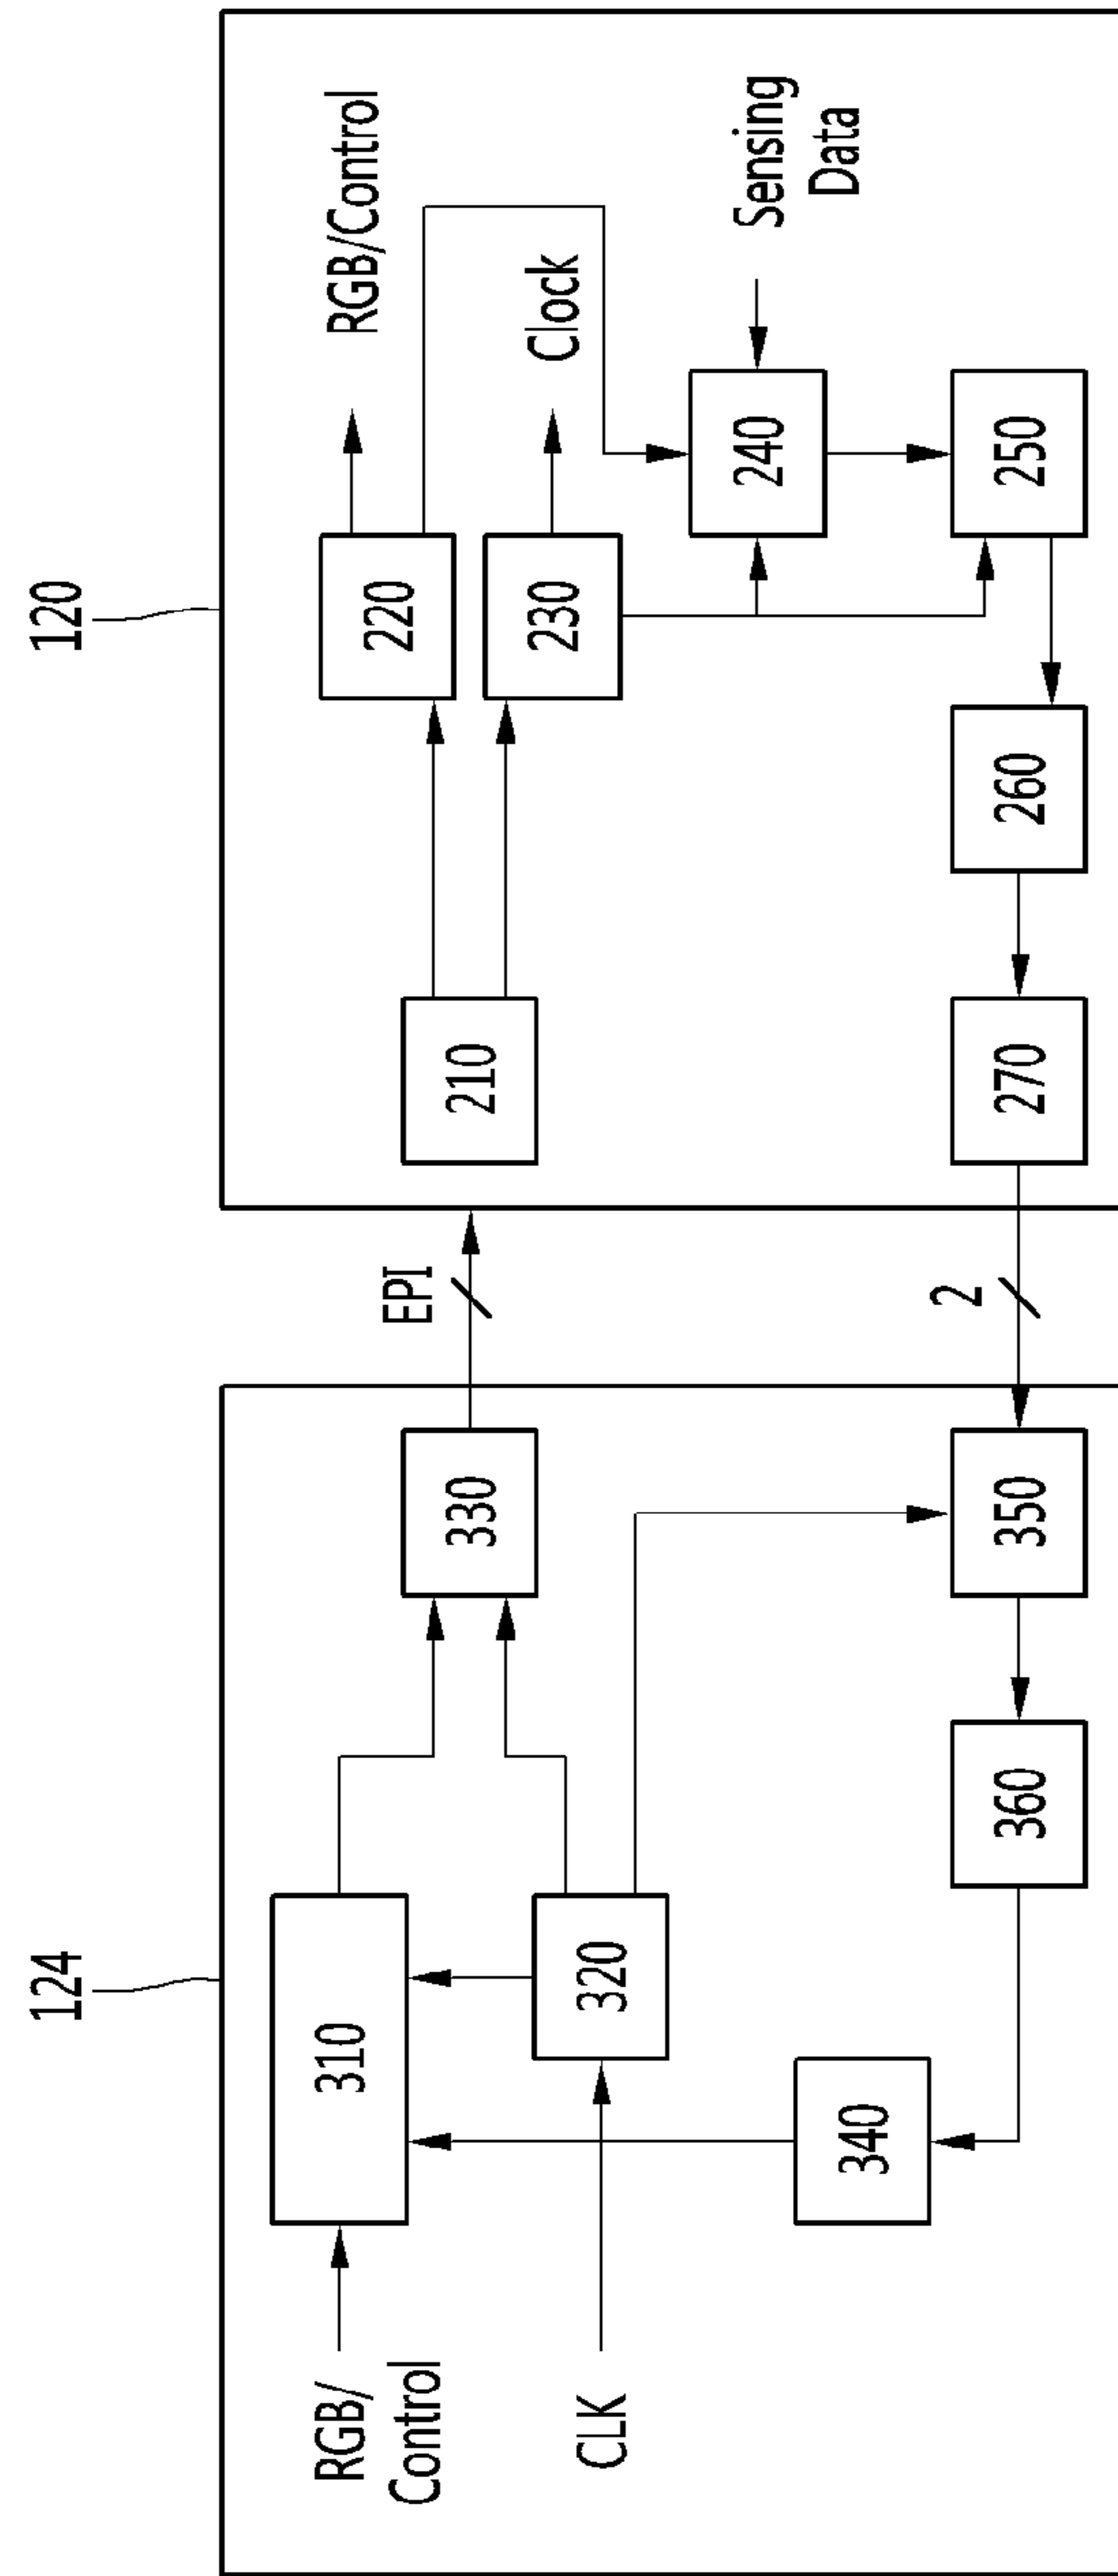 124
120
RGB/
Control
310
330
EPI
210
220
RGB/Control
CLK
320
230
Clock
340
240
Sensing
Data
360
350
2
270
260
250